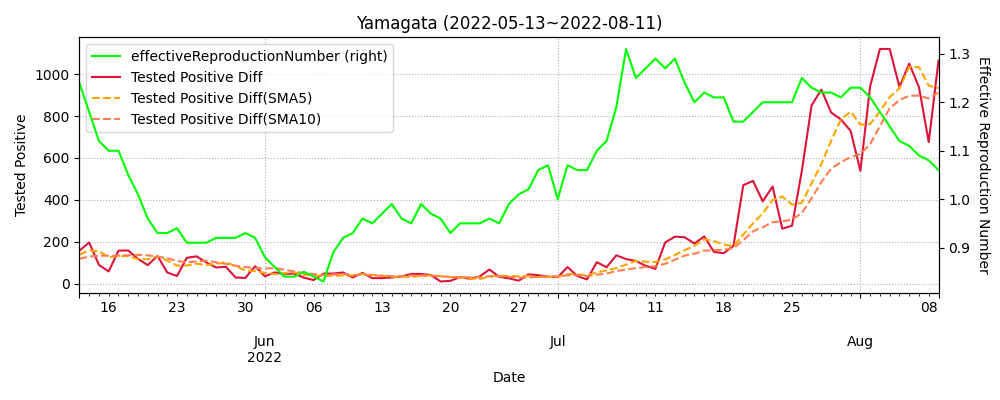 Yamagata (2022-05-13~2022-08-11)
effectiveReproductionNumber (right)
Tested Positive Diff
Tested Positive Diff(SMA5)
Tested Positive Diff(SMA10)
Tested Positive
1000
800
600
400
200
0
1.3
1.2
1.1
1.0
0.9
Effective Reproduction Number
16 23 30 06 13 20 27 04 11 18 25 08
Jun Jul Aug
2022
Date